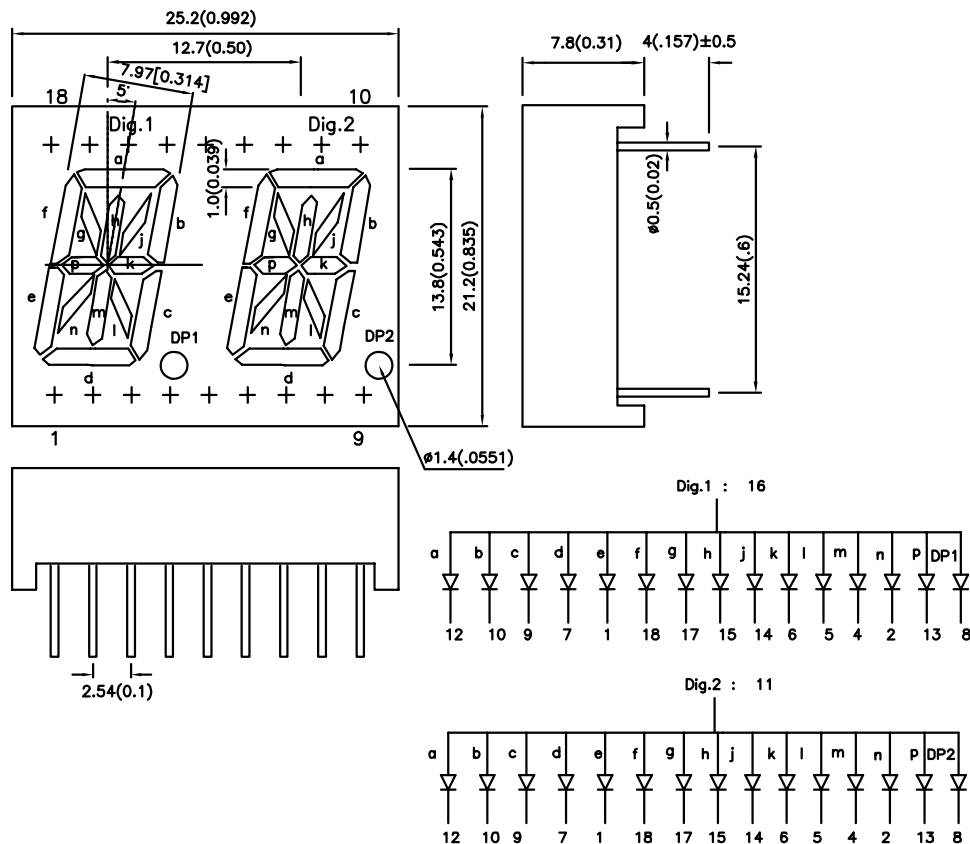 25.2(0.992)
12.7(0.50)
7.97[0.314]
5°
18
10
Dig.1
Dig.2
a
a
1.0(0.039)
f
b
g
h
j
p
k
e
c
n
m
l
d
DP1
f
b
g
h
j
p
k
e
c
n
m
l
d
DP2
13.8(0.543)
21.2(0.835)
1
9
ø1.4(.0551)
7.8(0.31)
4(.157)±0.5
ø0.5(0.02)
15.24(.6)
2.54(0.1)
Dig.1 : 16
a b c d e f g h j k l m n p DP1
12 10 9 7 1 18 17 15 14 6 5 4 2 13 8
Dig.2 : 11
a b c d e f g h j k l m n p DP2
12 10 9 7 1 18 17 15 14 6 5 4 2 13 8